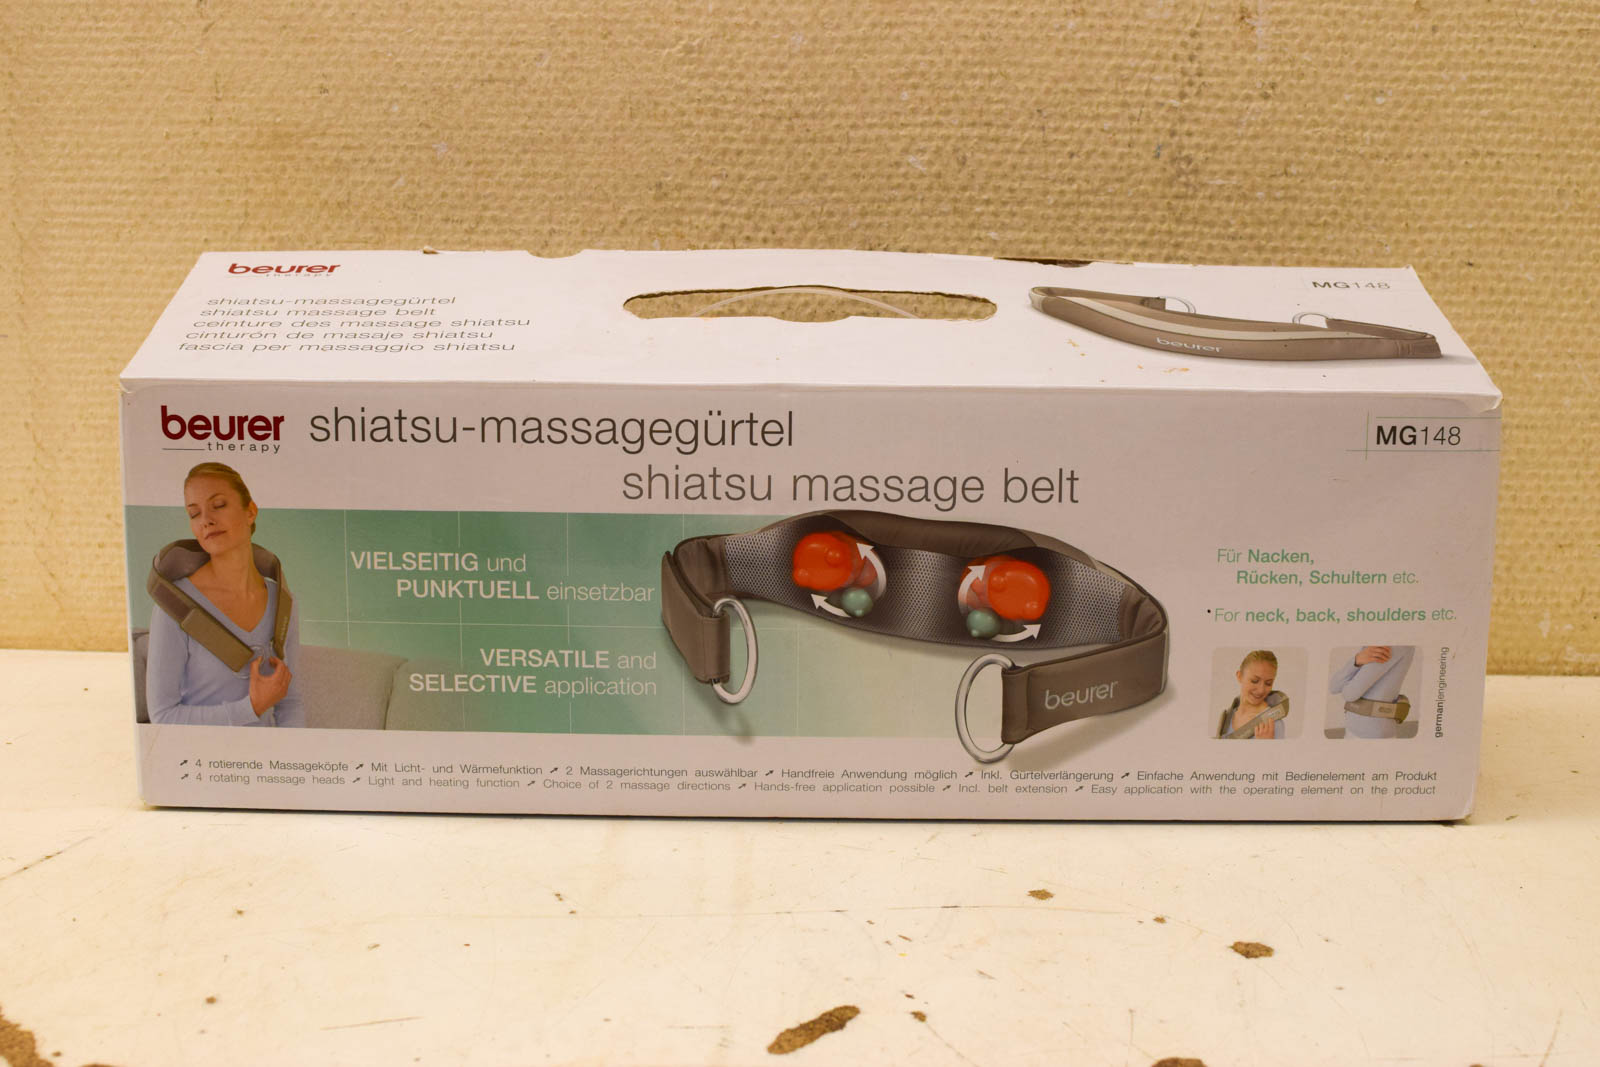 beurer
therapy
MG148
shiatsu-massagegürtel
shiatsu massage belt
ceinture des massage shiatsu
cinturón de masaje shiatsu
fascia per massaggio shiatsu
beurer
beurer
therapy
shiatsu-massagegürtel
MG148
shiatsu massage belt
VIELSEITIG und
PUNKTUELL einsetzbar
VERSATILE and
SELECTIVE application
beurer
Für Nacken,
Rücken, Schultern etc.
For neck, back, shoulders etc.
german|engineering
➚ 4 rotierende Massageköpfe ➚ Mit Licht- und Wärmefunktion ➚ 2 Massagerichtungen auswählbar ➚ Handfreie Anwendung möglich ➚ Inkl. Gürtelverlängerung ➚ Einfache Anwendung mit Bedienelement am Produkt
➚ 4 rotating massage heads ➚ Light and heating function ➚ Choice of 2 massage directions ➚ Hands-free application possible ➚ Incl. belt extension ➚ Easy application with the operating element on the product